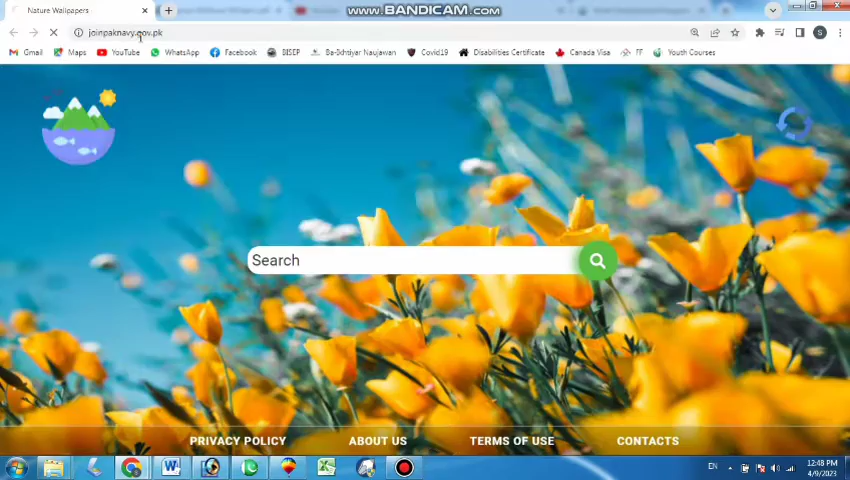 Nature Wallpapers
www.BANDICAM.com
joinpaknavy.gov.pk
Gmail Maps YouTube WhatsApp Facebook BISEP Ba-Ikhtiyar Naujawan Covid19 Disabilities Certificate Canada Visa FF Youth Courses
Search
PRIVACY POLICY ABOUT US TERMS OF USE CONTACTS
EN
12:48 PM
4/9/2023